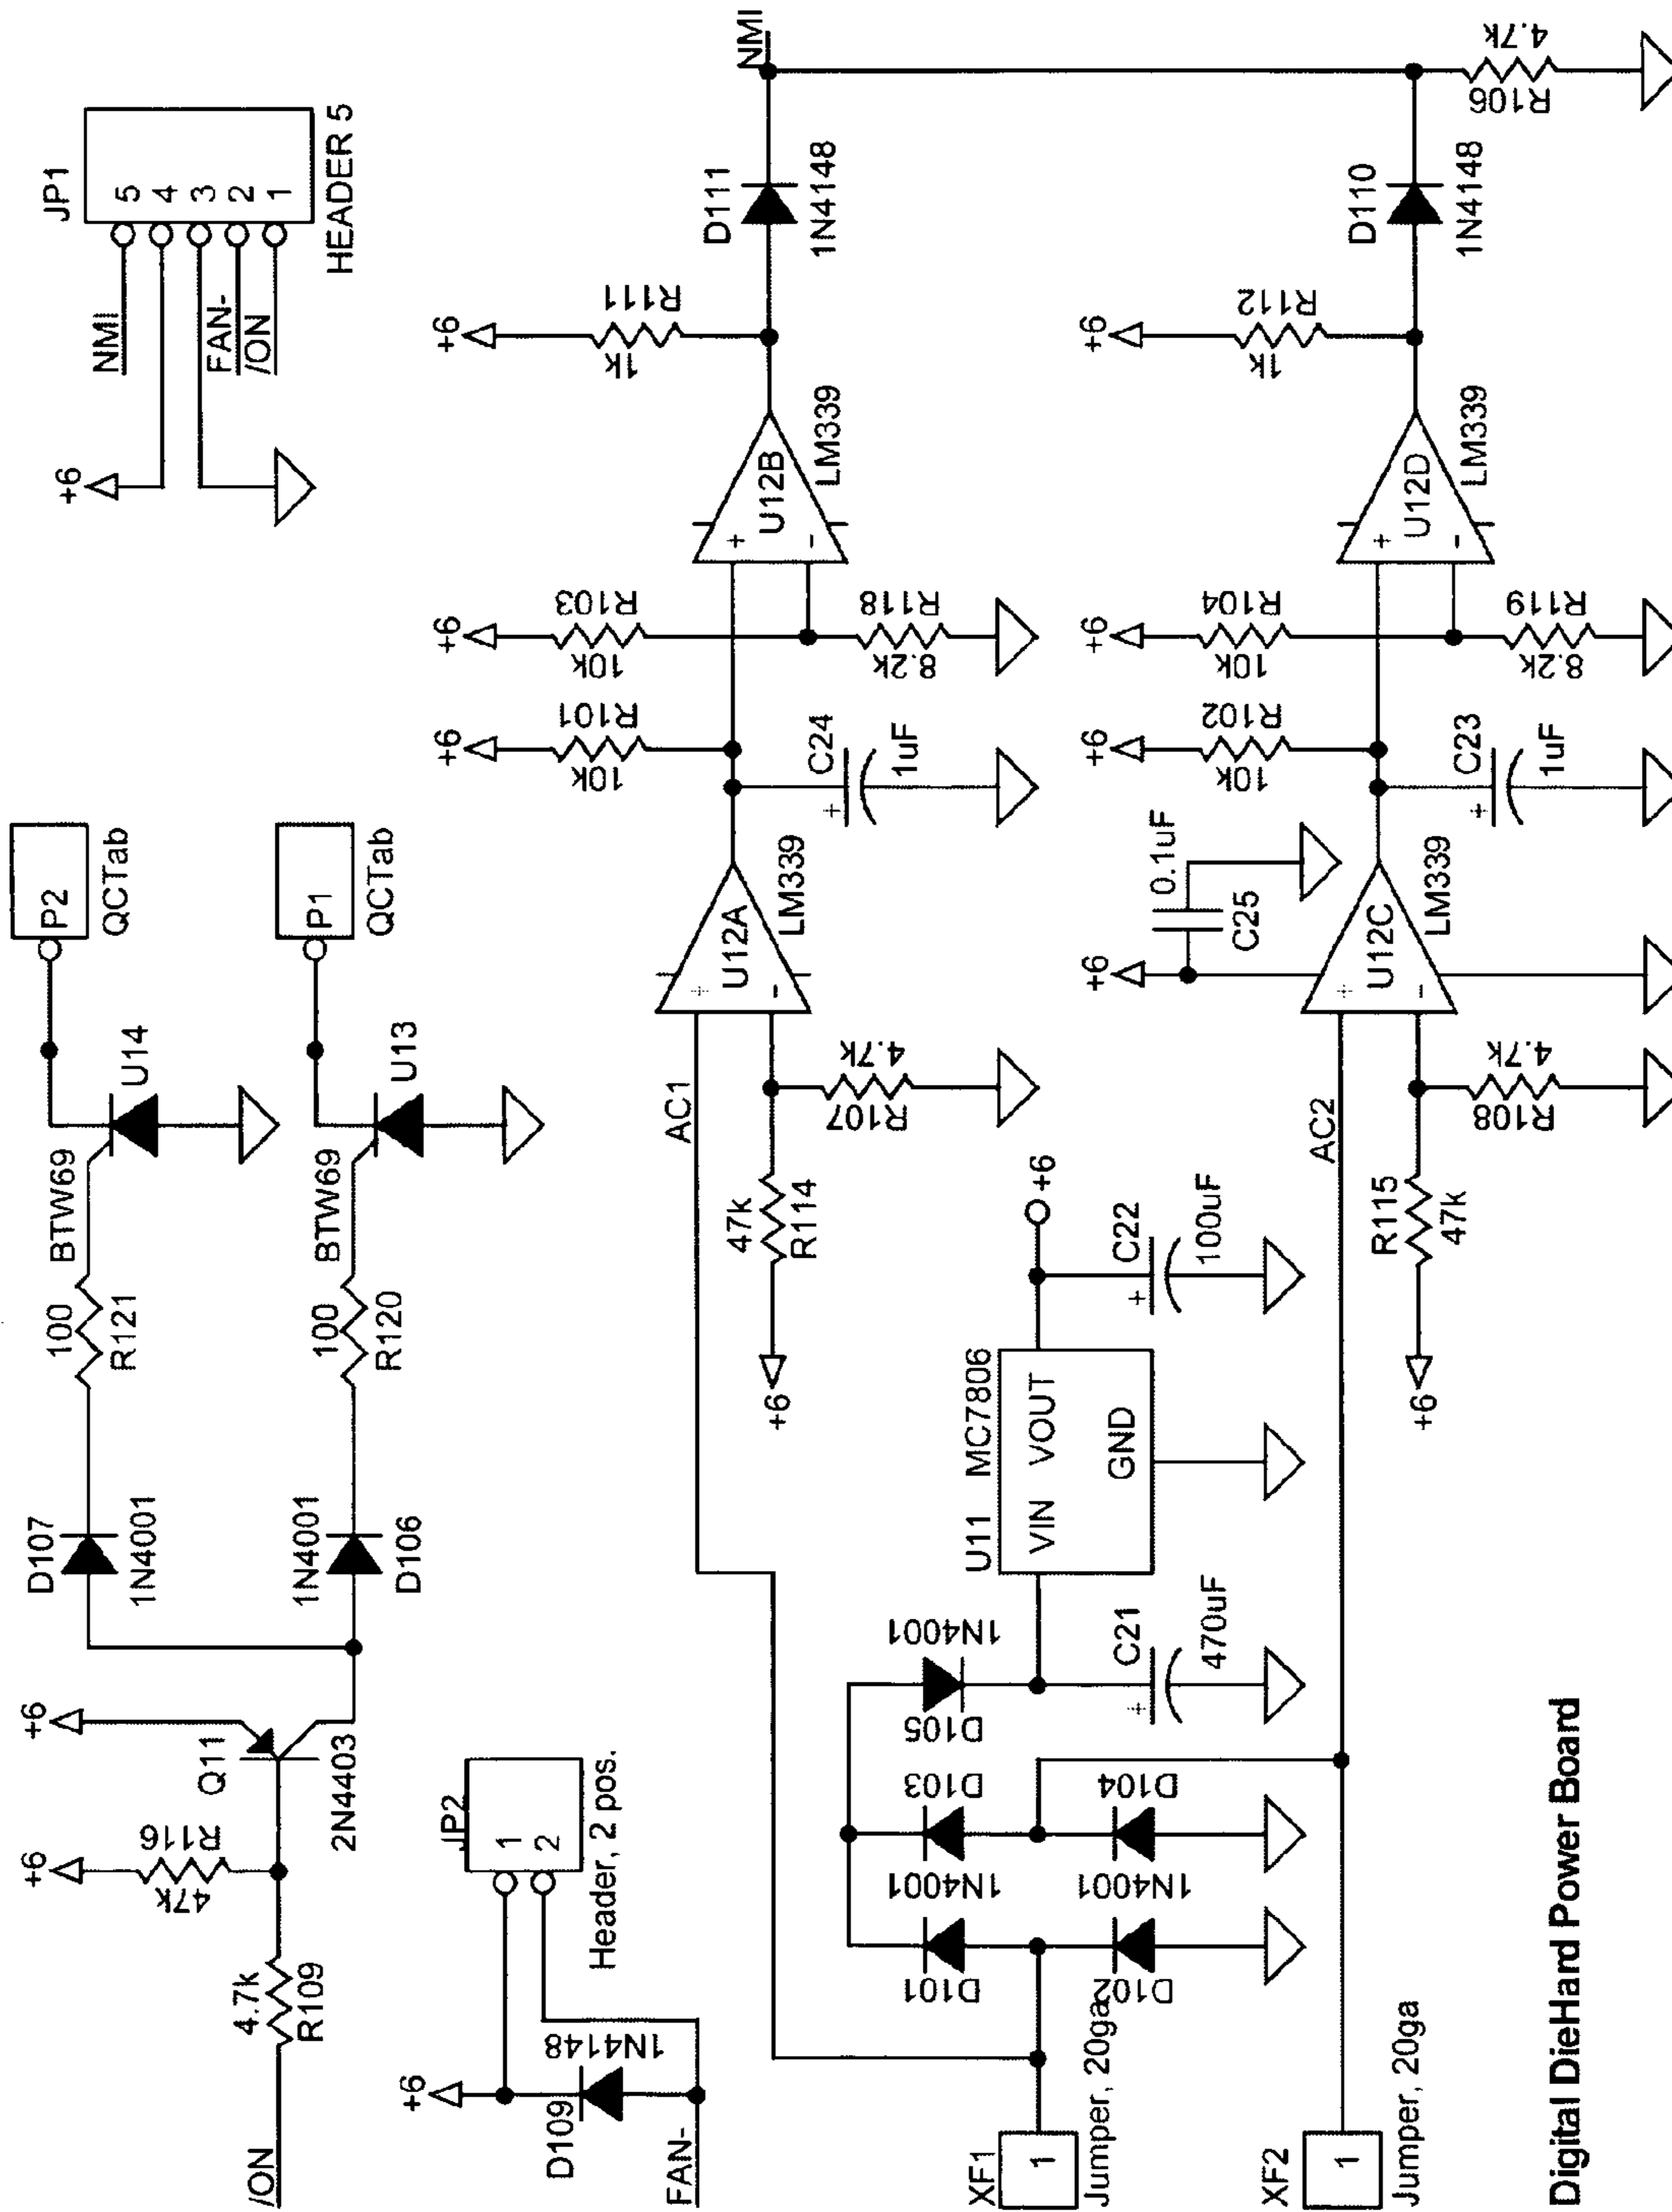 /ON
4.7k
R109
47k
R116
+6
+6
Q11
2N4403
D107
1N4001
1N4001
D106
100
R121
100
R120
BTW69
U14
BTW69
U13
P2
QCTab
P1
QCTab
JP1
NMI
5
+6
4
3
FAN-
2
/ON
1
HEADER 5
+6
D109
1N4148
FAN-
JP2
1
2
Header, 2 pos.
XF1
1
Jumper, 20ga
XF2
1
Jumper, 20ga
D101
1N4001
D102
1N4001
D103
D104
D105
1N4001
C21
+
470uF
U11 MC7806
VIN VOUT
GND
+6
C22
+
100uF
AC1
+6
47k
R114
R107
4.7k
+
-
U12A
LM339
+6
10k
R101
C24
+
1uF
+6
10k
R103
8.2k
R118
+
-
U12B
LM339
+6
1k
R111
D111
1N4148
NMI
AC2
+6
R115
47k
R108
4.7k
+6
C25
0.1uF
+
-
U12C
LM339
+6
10k
R102
C23
+
1uF
+6
10k
R104
8.2k
R119
+
-
U12D
LM339
+6
1k
R112
D110
1N4148
R106
4.7k
Digital DieHard Power Board